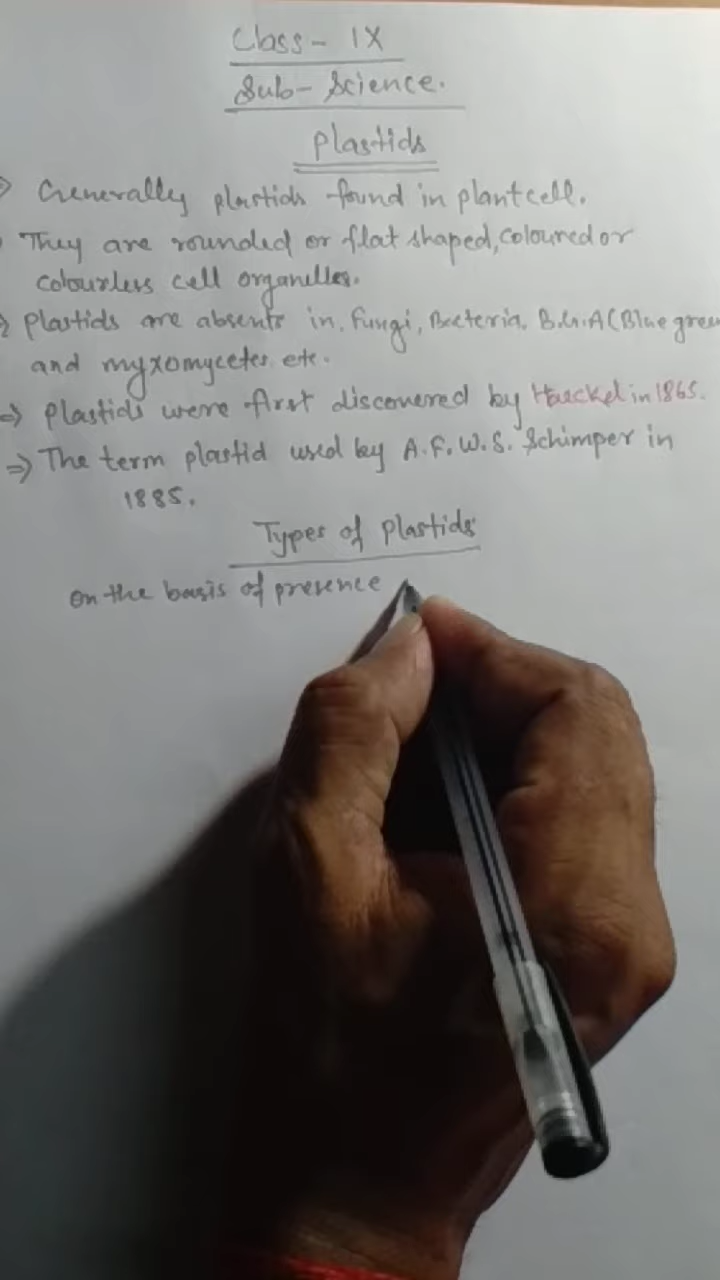 Class - IX
Sub - Science.
Plastids
Generally plastids found in plant cell.
They are rounded or flat shaped, coloured or
colourless cell organelles.
Plastids are absents in, Fungi, Bacteria, B.G.A (Blue green
and myxomycetes etc.
⇒ Plastids were first discovered by Haeckel in 1865.
⇒ The term plastid used by A.F.W.S. Schimper in
1885.
Types of Plastids
on the basis of presence